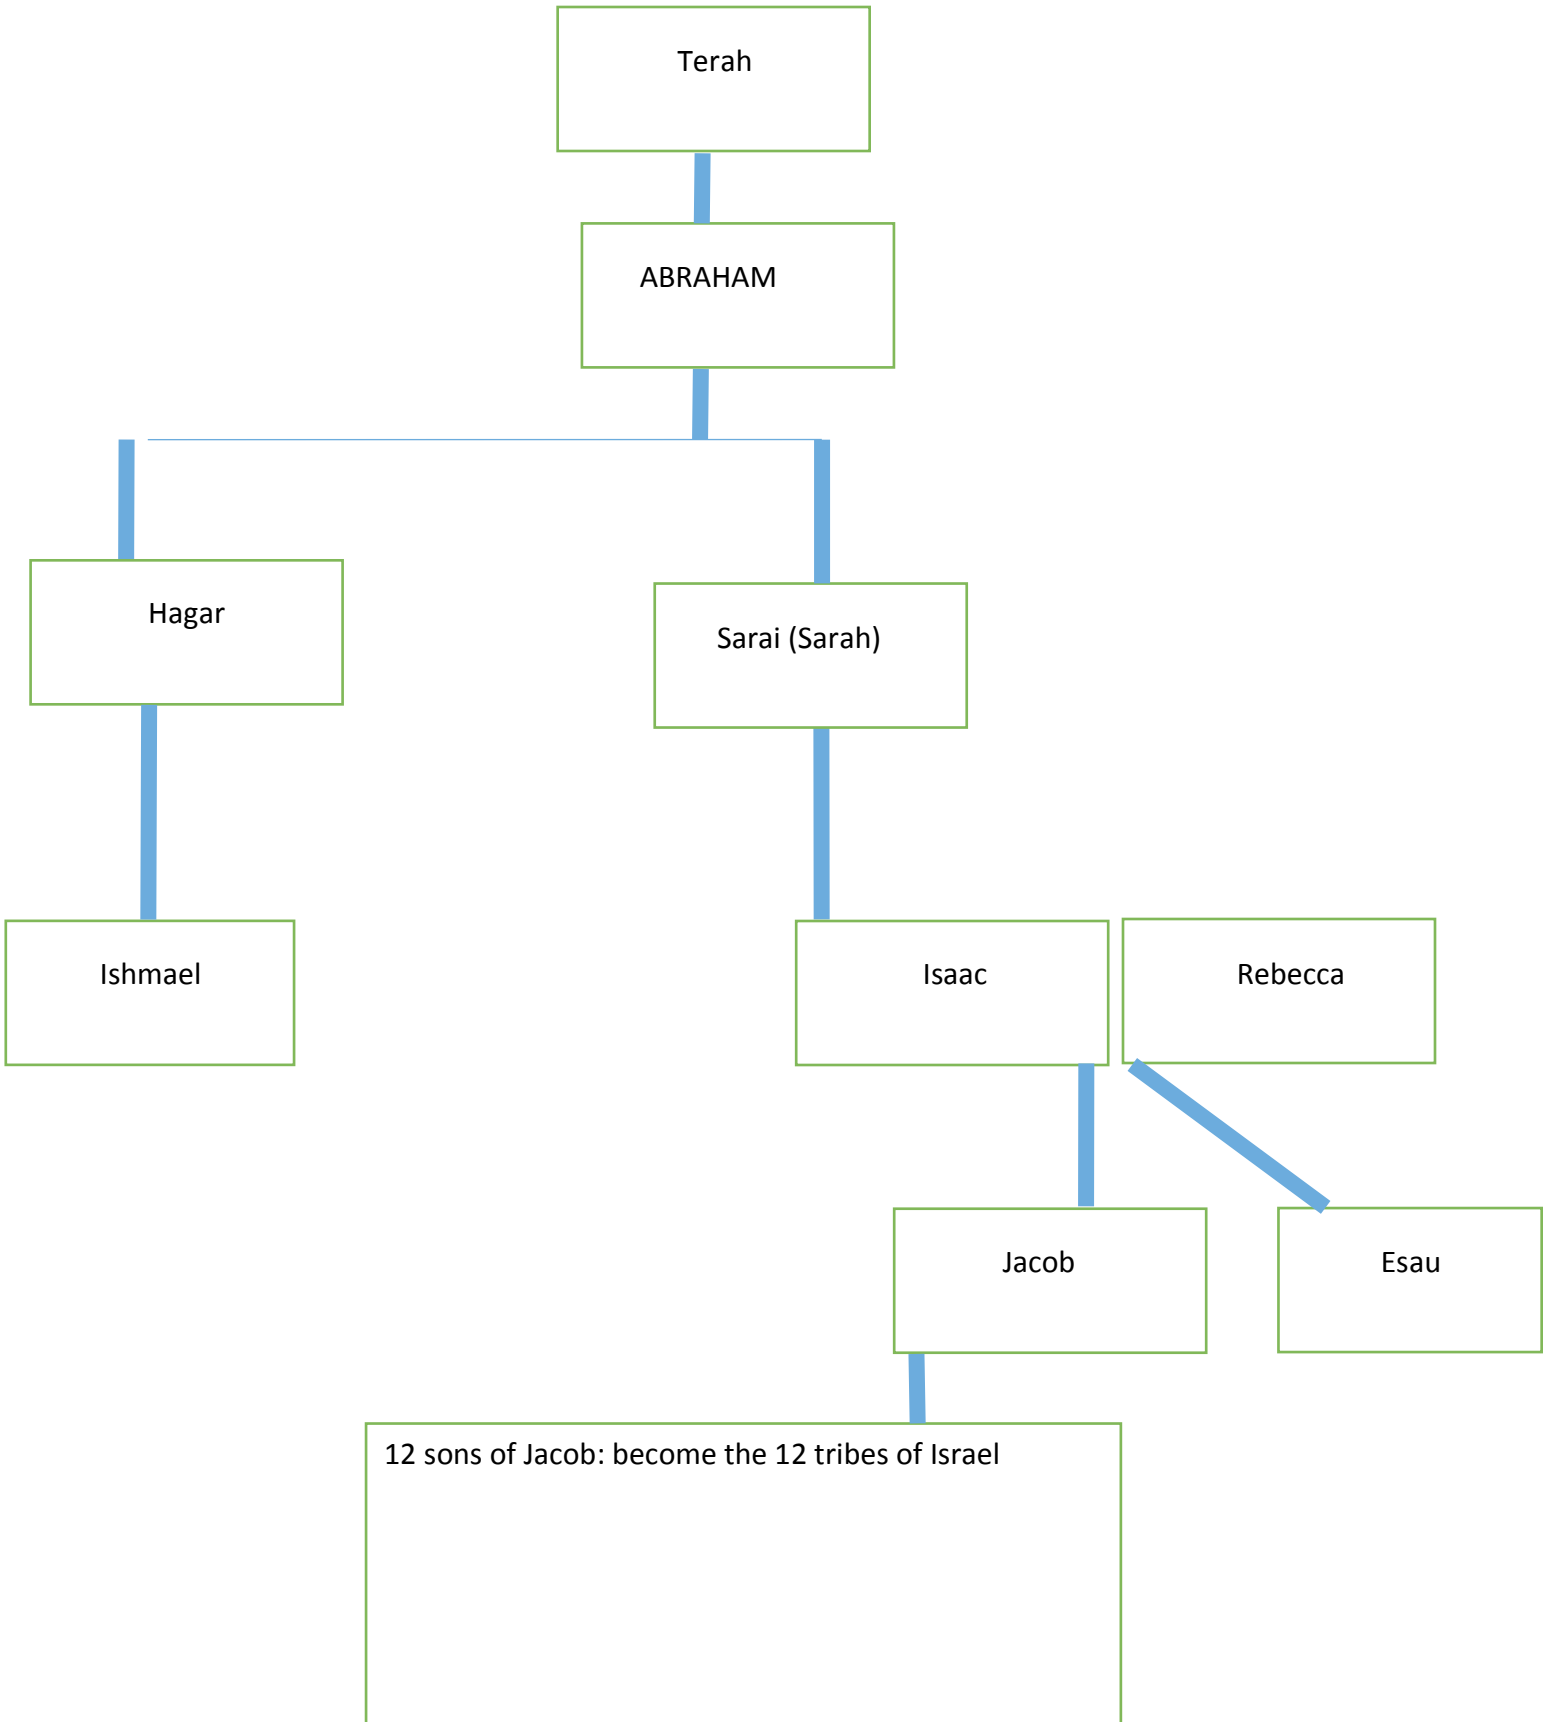 Terah
ABRAHAM
Hagar
Sarai (Sarah)
Ishmael
Isaac
Rebecca
Jacob
Esau
12 sons of Jacob: become the 12 tribes of Israel